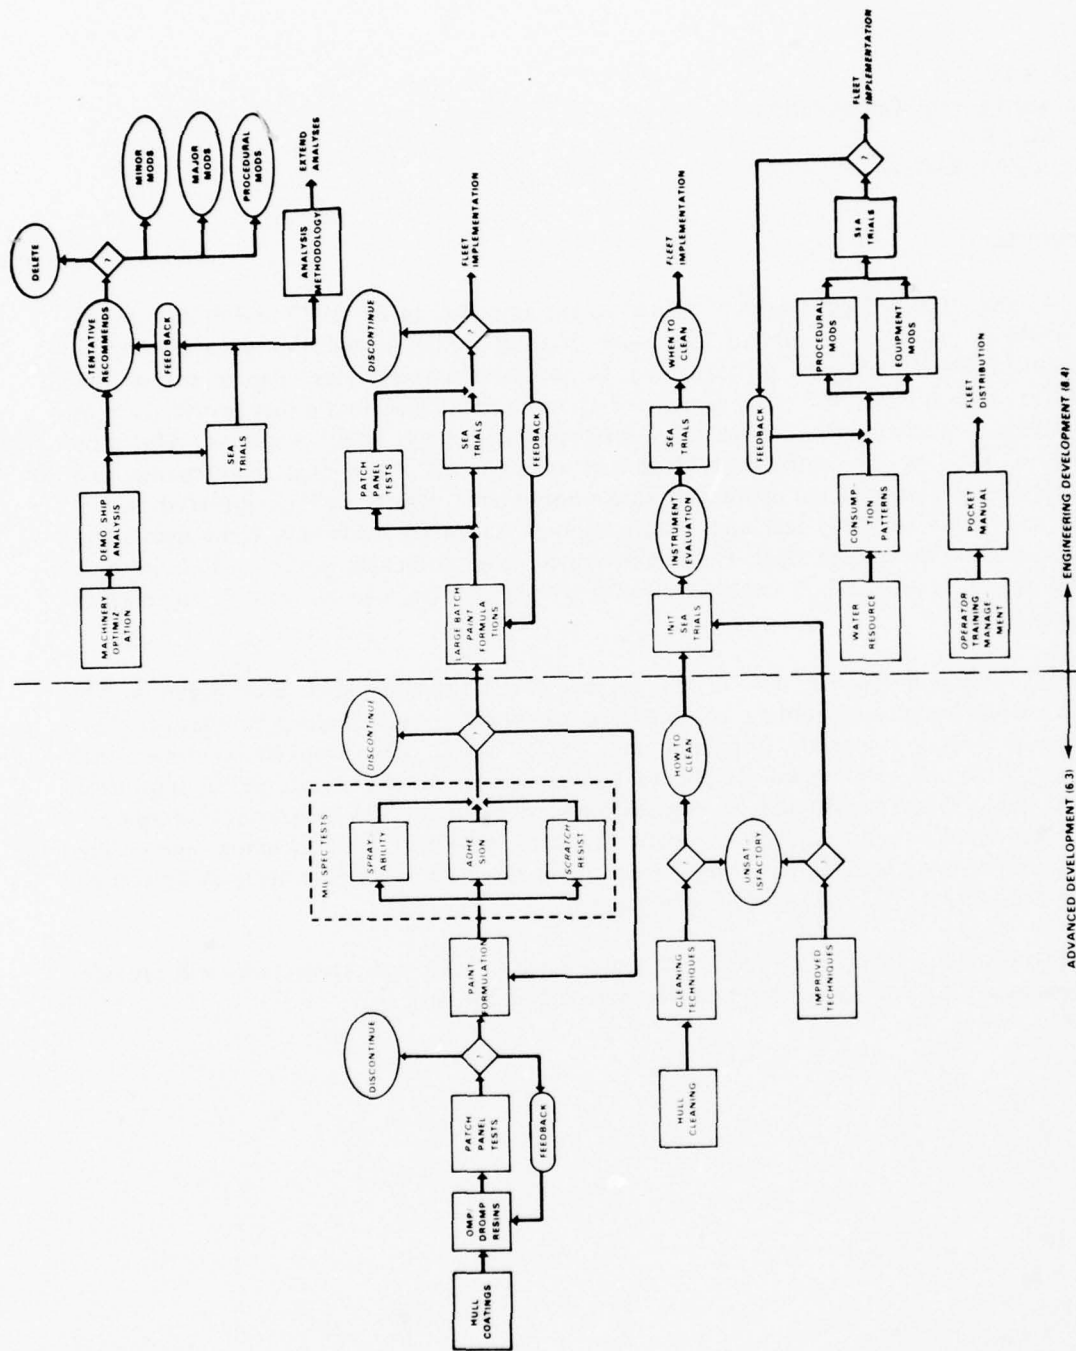 MACHINERY
OPTIMIZ
ATION
DEMO SHIP
ANALYSIS
SEA
TRIALS
TENTATIVE
RECOMMENDS
FEED BACK
DELETE
?
MINOR
MODS
MAJOR
MODS
PROCEDURAL
MODS
ANALYSIS
METHODOLOGY
EXTEND
ANALYSES
HULL
COATINGS
OMP
DROMP
RESINS
PATCH
PANEL
TESTS
FEEDBACK
DISCONTINUE
?
PAINT
FORMULATION
MIL SPEC TESTS
SPRAY-
ABILITY
ADHE
SION
SCRATCH
RESIST
DISCONTINUE
?
LARGE BATCH
PAINT
FORMULA
TIONS
PATCH
PANEL
TESTS
SEA
TRIALS
FEEDBACK
DISCONTINUE
?
FLEET
IMPLEMENTATION
HULL
CLEANING
CLEANING
TECHNIQUES
?
HOW TO
CLEAN
UNSAT-
ISFACTORY
IMPROVED
TECHNIQUES
?
INIT
SEA
TRIALS
INSTRUMENT
EVALUATION
SEA
TRIALS
WHEN TO
CLEAN
FLEET
IMPLEMENTATION
WATER
RESOURCE
CONSUMP-
TION
PATTERNS
FEEDBACK
PROCEDURAL
MODS
EQUIPMENT
MODS
SEA
TRIALS
?
FLEET
IMPLEMENTATION
OPERATOR
TRAINING
MANAGE-
MENT
POCKET
MANUAL
FLEET
DISTRIBUTION
ADVANCED DEVELOPMENT (6.3)
ENGINEERING DEVELOPMENT (6.4)